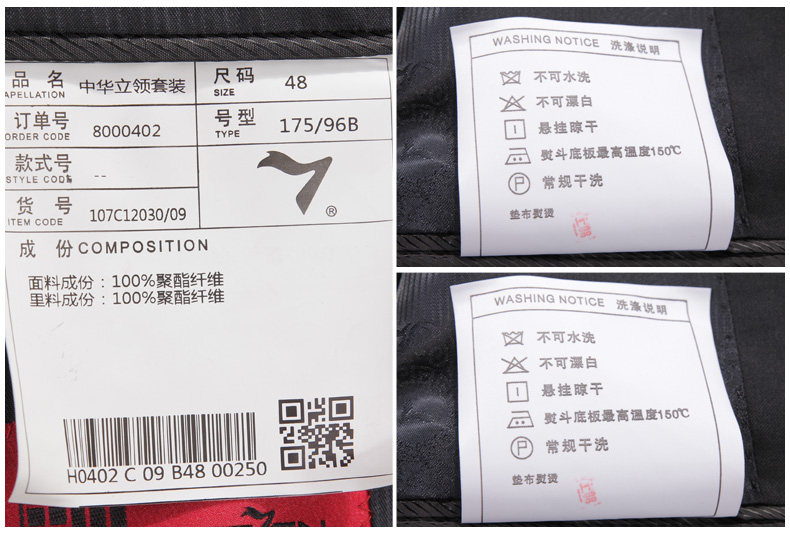 品 名 中华立领套装 尺 码 48
APELLATION SIZE
订单号 8000402 号 型 175/96B
ORDER CODE TYPE
款式号 --
STYLE CODE
货 号 107C12030/09
ITEM CODE
®
成 份 COMPOSITION
面料成份：100%聚酯纤维
里料成份：100%聚酯纤维
H0402 C 09 B48 00250
WASHING NOTICE 洗涤说明
不可水洗
不可漂白
悬挂晾干
熨斗底板最高温度150℃
P 常规干洗
垫布熨烫
WASHING NOTICE 洗涤说明
不可水洗
不可漂白
悬挂晾干
熨斗底板最高温度150℃
P 常规干洗
垫布熨烫